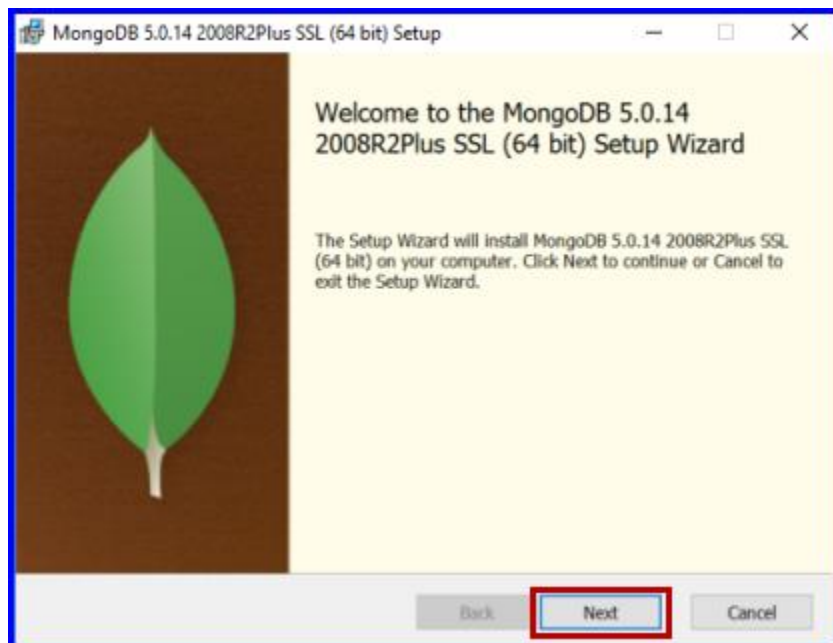 MongoDB 5.0.14 2008R2Plus SSL (64 bit) Setup
Welcome to the MongoDB 5.0.14
2008R2Plus SSL (64 bit) Setup Wizard
The Setup Wizard will install MongoDB 5.0.14 2008R2Plus SSL
(64 bit) on your computer. Click Next to continue or Cancel to
exit the Setup Wizard.
Back Next Cancel